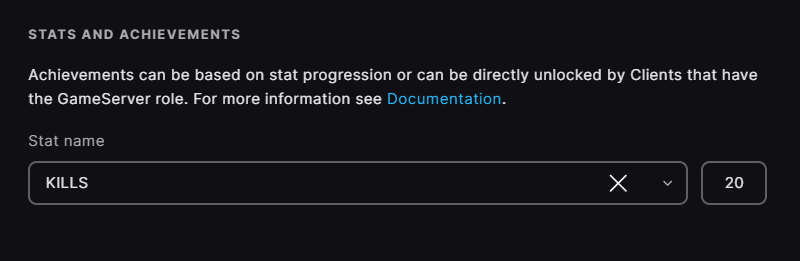 STATS AND ACHIEVEMENTS
Achievements can be based on stat progression or can be directly unlocked by Clients that have
the GameServer role. For more information see Documentation.
Stat name
KILLS 20